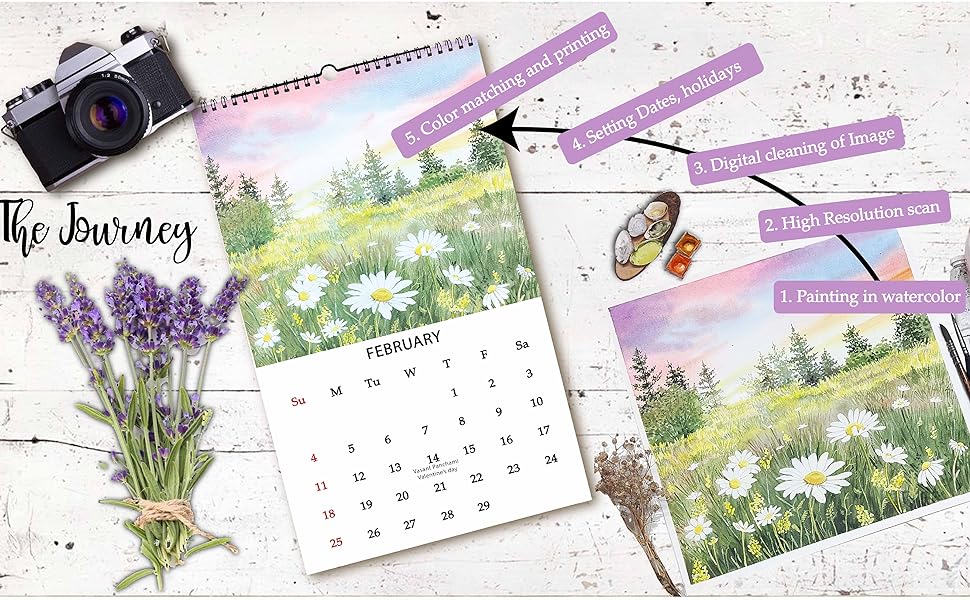 The Journey
5. Color matching and printing
4. Setting Dates, holidays
3. Digital cleaning of Image
2. High Resolution scan
1. Painting in watercolor
FEBRUARY
Su M Tu W T F Sa
1 2 3
4 5 6 7 8 9 10
11 12 13 14 15 16 17
Vasant Panchami
Valentine's day
18 19 20 21 22 23 24
25 26 27 28 29
1:2 50mm